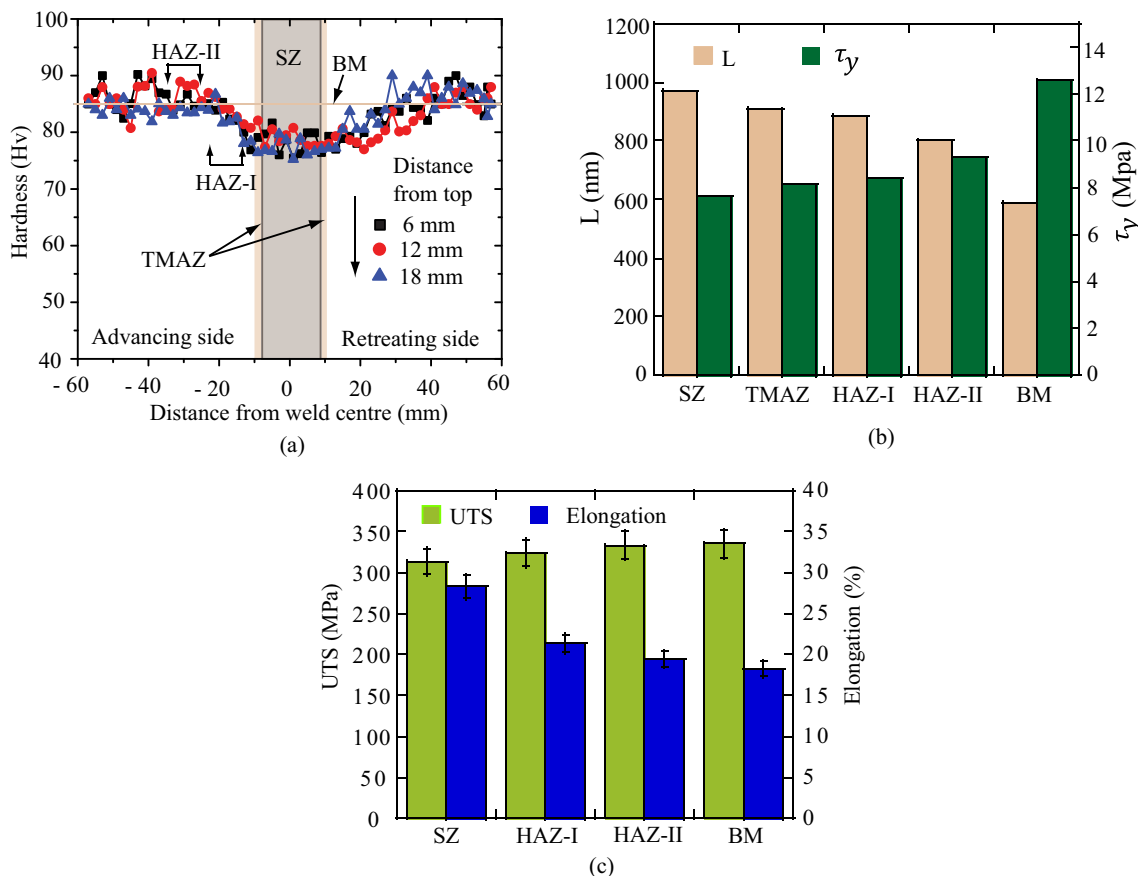 100
90
80
70
60
50
40
Hardness (Hv)
HAZ-II
SZ
BM
HAZ-I
TMAZ
Distance
from top
6 mm
12 mm
18 mm
Advancing side
Retreating side
- 60
- 40
- 20
0
20
40
60
Distance from weld centre (mm)
(a)
1200
1000
800
600
400
200
0
L (nm)
L
τy
14
12
10
8
6
4
2
0
τy (Mpa)
SZ
TMAZ
HAZ-I
HAZ-II
BM
(b)
400
350
300
250
200
150
100
50
0
UTS (MPa)
UTS
Elongation
40
35
30
25
20
15
10
5
0
Elongation (%)
SZ
HAZ-I
HAZ-II
BM
(c)